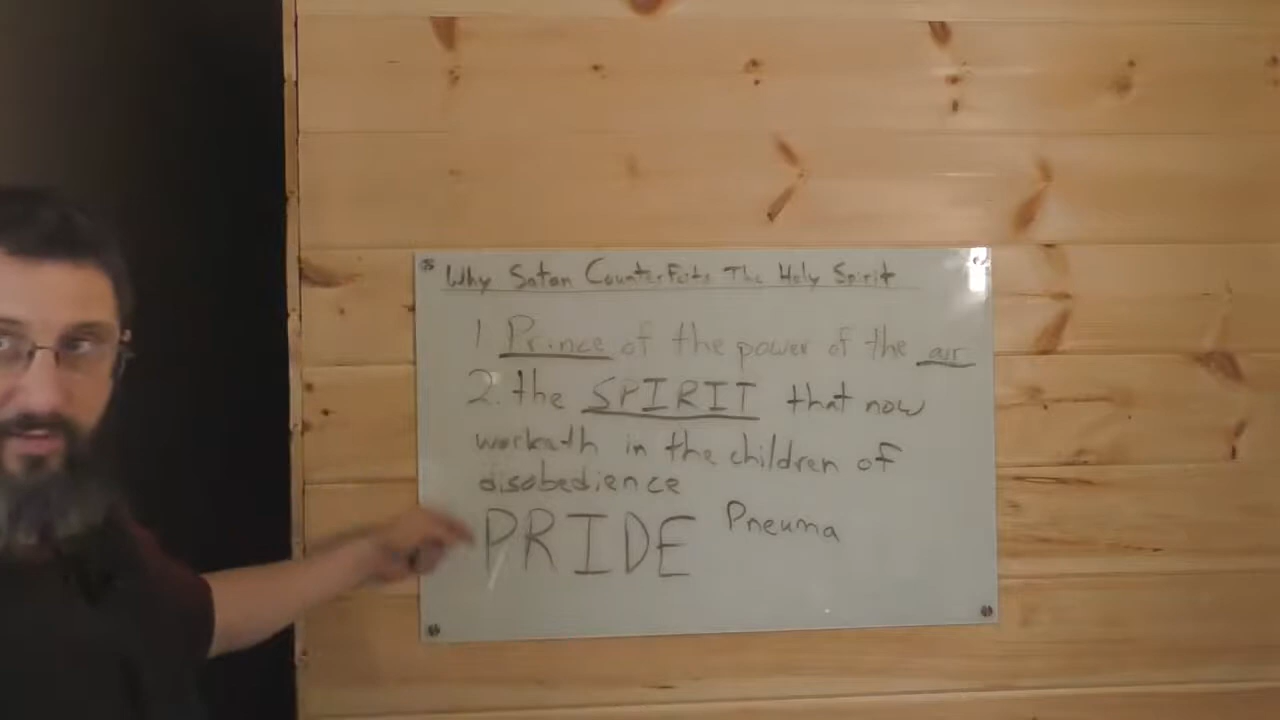 Why Satan Counterfeits The Holy Spirit
1 Prince of the power of the air
2. the SPIRIT that now
worketh in the children of
disobedience
PRIDE Pneuma